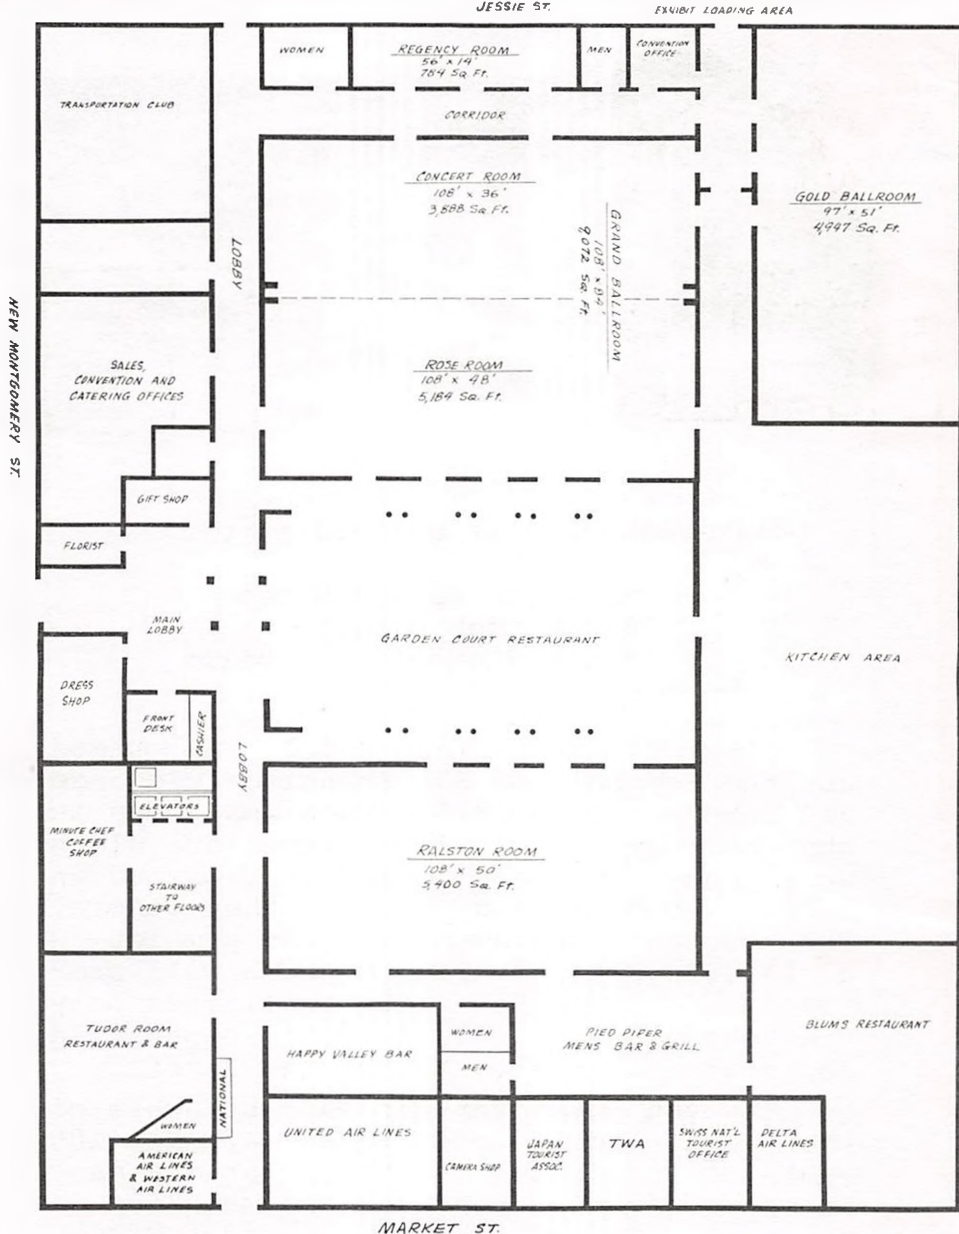 JESSIE ST.
EXHIBIT LOADING AREA
WOMEN
REGENCY ROOM
56' x 14'
784 Sq. Ft.
MEN
CONVENTION
OFFICE
TRANSPORTATION CLUB
CORRIDOR
CONCERT ROOM
108' x 36'
3,888 Sq. Ft.
GOLD BALLROOM
97' x 51'
4,947 Sq. Ft.
GRAND BALLROOM
108' x 84'
9,072 Sq. Ft.
LOBBY
NEW MONTGOMERY ST.
SALES,
CONVENTION AND
CATERING OFFICES
ROSE ROOM
108' x 48'
5,184 Sq. Ft.
GIFT SHOP
FLORIST
MAIN
LOBBY
GARDEN COURT RESTAURANT
KITCHEN AREA
DRESS
SHOP
FRONT
DESK
CASHIER
LOBBY
ELEVATORS
MINUTE CHEF
COFFEE
SHOP
RALSTON ROOM
108' x 50'
5,400 Sq. Ft.
STAIRWAY
TO
OTHER FLOORS
TUDOR ROOM
RESTAURANT & BAR
HAPPY VALLEY BAR
WOMEN
MEN
PIED PIPER
MENS BAR & GRILL
BLUMS RESTAURANT
NATIONAL
WOMEN
AMERICAN
AIR LINES
& WESTERN
AIR LINES
UNITED AIR LINES
CAMERA SHOP
JAPAN
TOURIST
ASSOC.
TWA
SWISS NAT'L
TOURIST
OFFICE
DELTA
AIR LINES
MARKET ST.